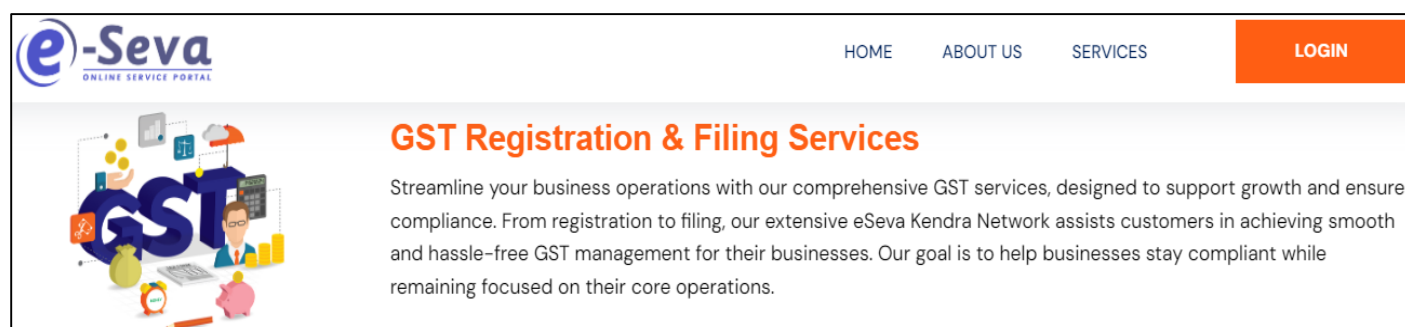 e-Seva
ONLINE SERVICE PORTAL
HOME ABOUT US SERVICES LOGIN
GST
GST Registration & Filing Services
Streamline your business operations with our comprehensive GST services, designed to support growth and ensure
compliance. From registration to filing, our extensive eSeva Kendra Network assists customers in achieving smooth
and hassle-free GST management for their businesses. Our goal is to help businesses stay compliant while
remaining focused on their core operations.